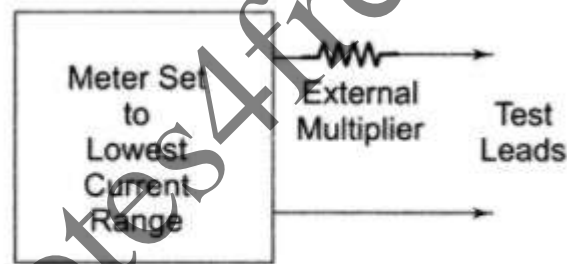 Meter Set
to
Lowest
Current
Range
External
Multiplier
Test
Leads